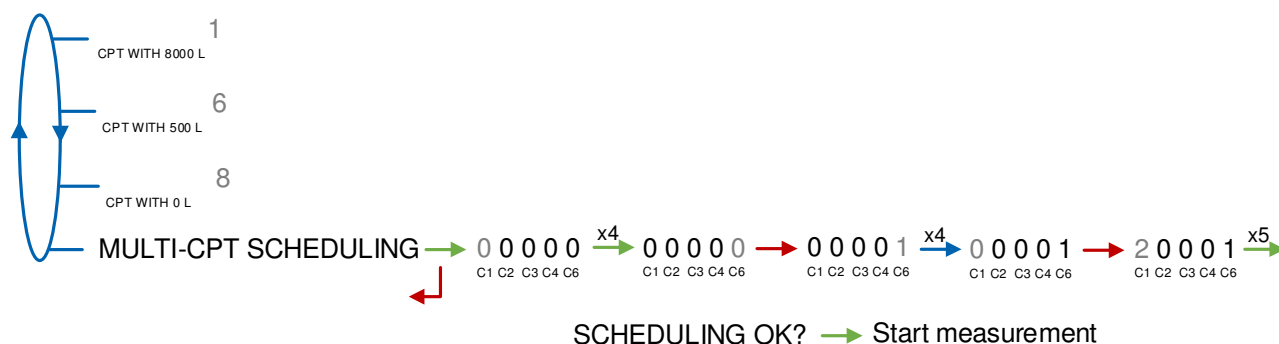 1
CPT WITH 8000 L
6
CPT WITH 500 L
8
CPT WITH 0 L
MULTI-CPT SCHEDULING 0 0 0 0 0 x4 0 0 0 0 0 0 0 0 0 1 x4 0 0 0 0 1 2 0 0 0 1 x5
C1 C2 C3 C4 C6 C1 C2 C3 C4 C6 C1 C2 C3 C4 C6 C1 C2 C3 C4 C6 C1 C2 C3 C4 C6
SCHEDULING OK? Start measurement